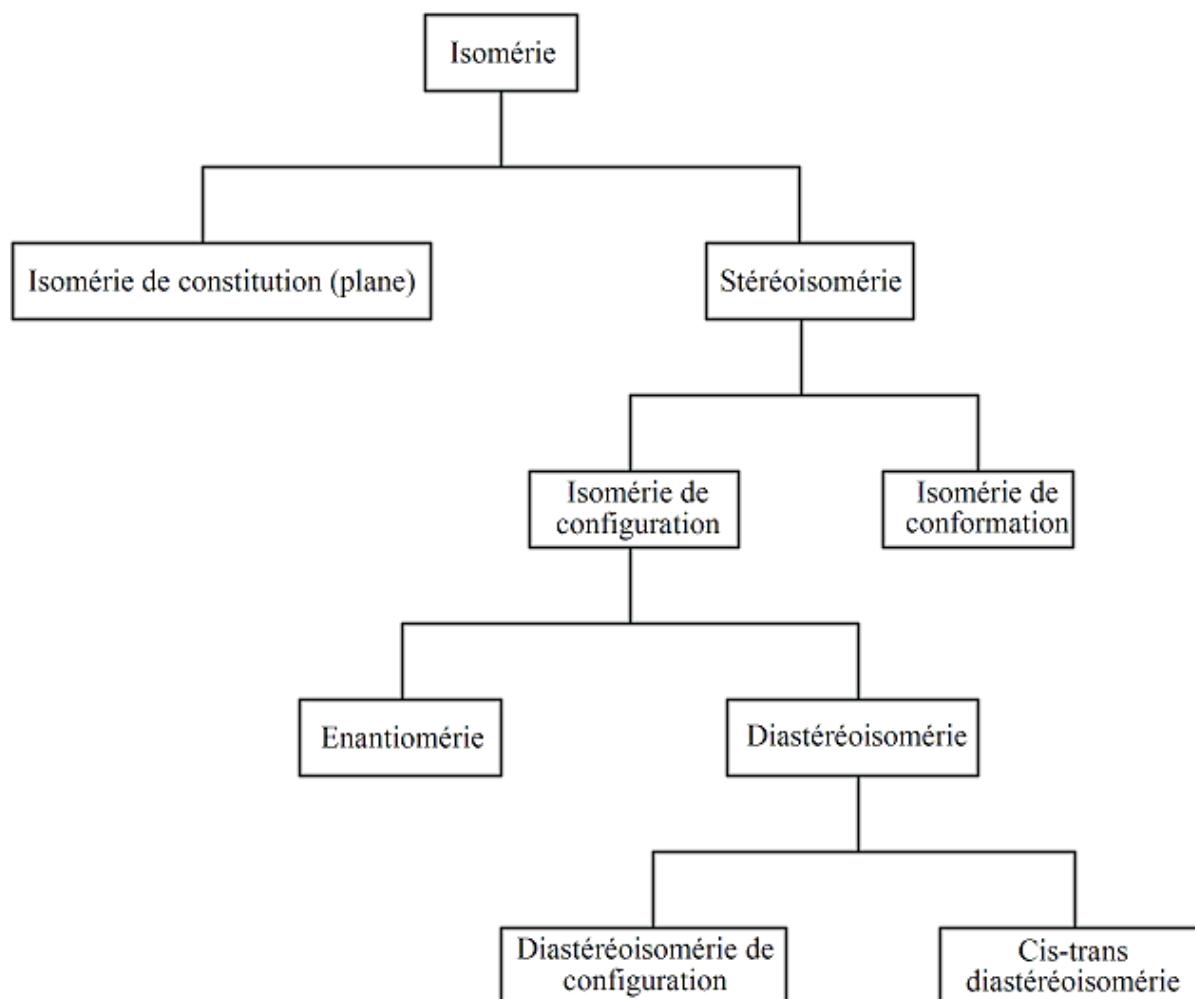 Isomérie
Isomérie de constitution (plane)
Stéréoisomérie
Isomérie de
configuration
Isomérie de
conformation
Enantiomérie
Diastéréoisomérie
Diastéréoisomérie de
configuration
Cis-trans
diastéréoisomérie